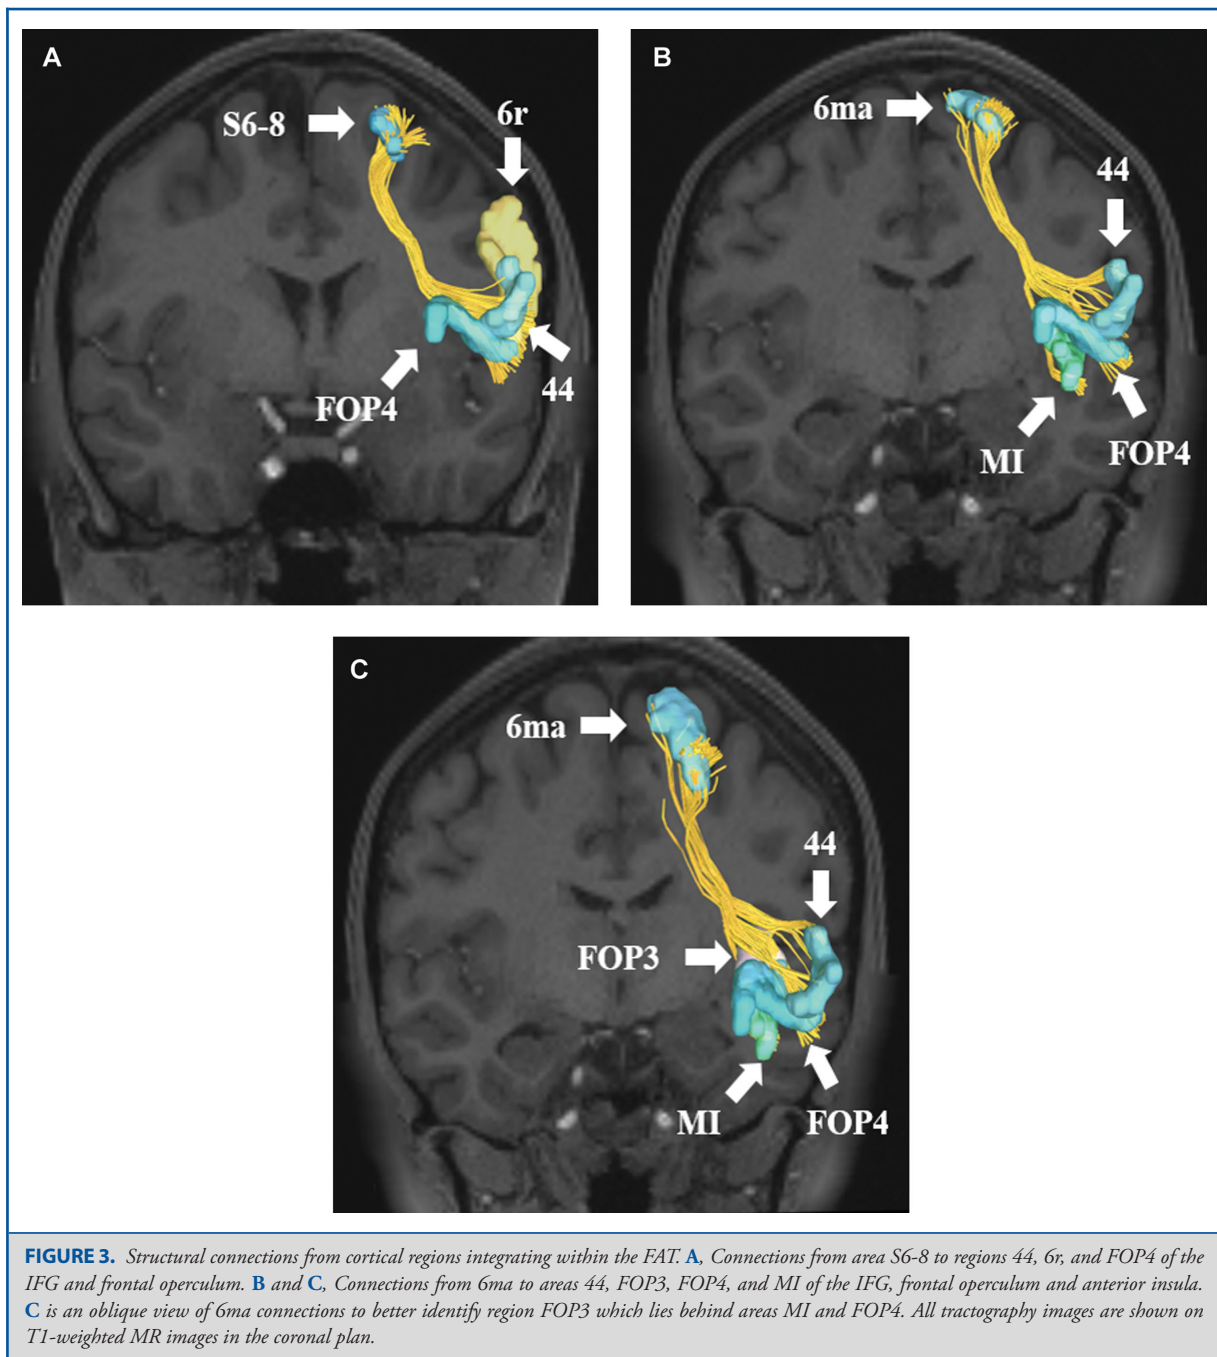 A
S6-8
6r
FOP4
44
B
6ma
44
MI
FOP4
C
6ma
44
FOP3
MI
FOP4
FIGURE 3. Structural connections from cortical regions integrating within the FAT. A, Connections from area S6-8 to regions 44, 6r, and FOP4 of the
IFG and frontal operculum. B and C, Connections from 6ma to areas 44, FOP3, FOP4, and MI of the IFG, frontal operculum and anterior insula.
C is an oblique view of 6ma connections to better identify region FOP3 which lies behind areas MI and FOP4. All tractography images are shown on
T1-weighted MR images in the coronal plan.